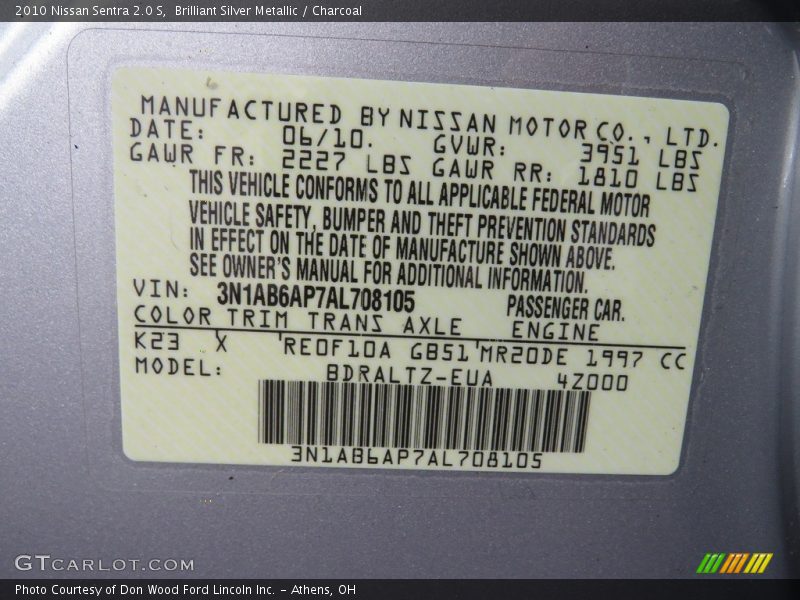 2010 Nissan Sentra 2.0 S, Brilliant Silver Metallic / Charcoal
MANUFACTURED BY NISSAN MOTOR CO., LTD.
DATE: 06/10. GVWR: 3951 LBS
GAWR FR: 2227 LBS GAWR RR: 1810 LBS
THIS VEHICLE CONFORMS TO ALL APPLICABLE FEDERAL MOTOR
VEHICLE SAFETY, BUMPER AND THEFT PREVENTION STANDARDS
IN EFFECT ON THE DATE OF MANUFACTURE SHOWN ABOVE.
SEE OWNER'S MANUAL FOR ADDITIONAL INFORMATION.
VIN: 3N1AB6AP7AL708105 PASSENGER CAR.
COLOR TRIM TRANS AXLE ENGINE
K23 X RE0F10A GB51 MR20DE 1997 CC
MODEL: BDRALTZ-EUA 4Z000
3N1AB6AP7AL708105
GTCARLOT.COM
Photo Courtesy of Don Wood Ford Lincoln Inc. - Athens, OH